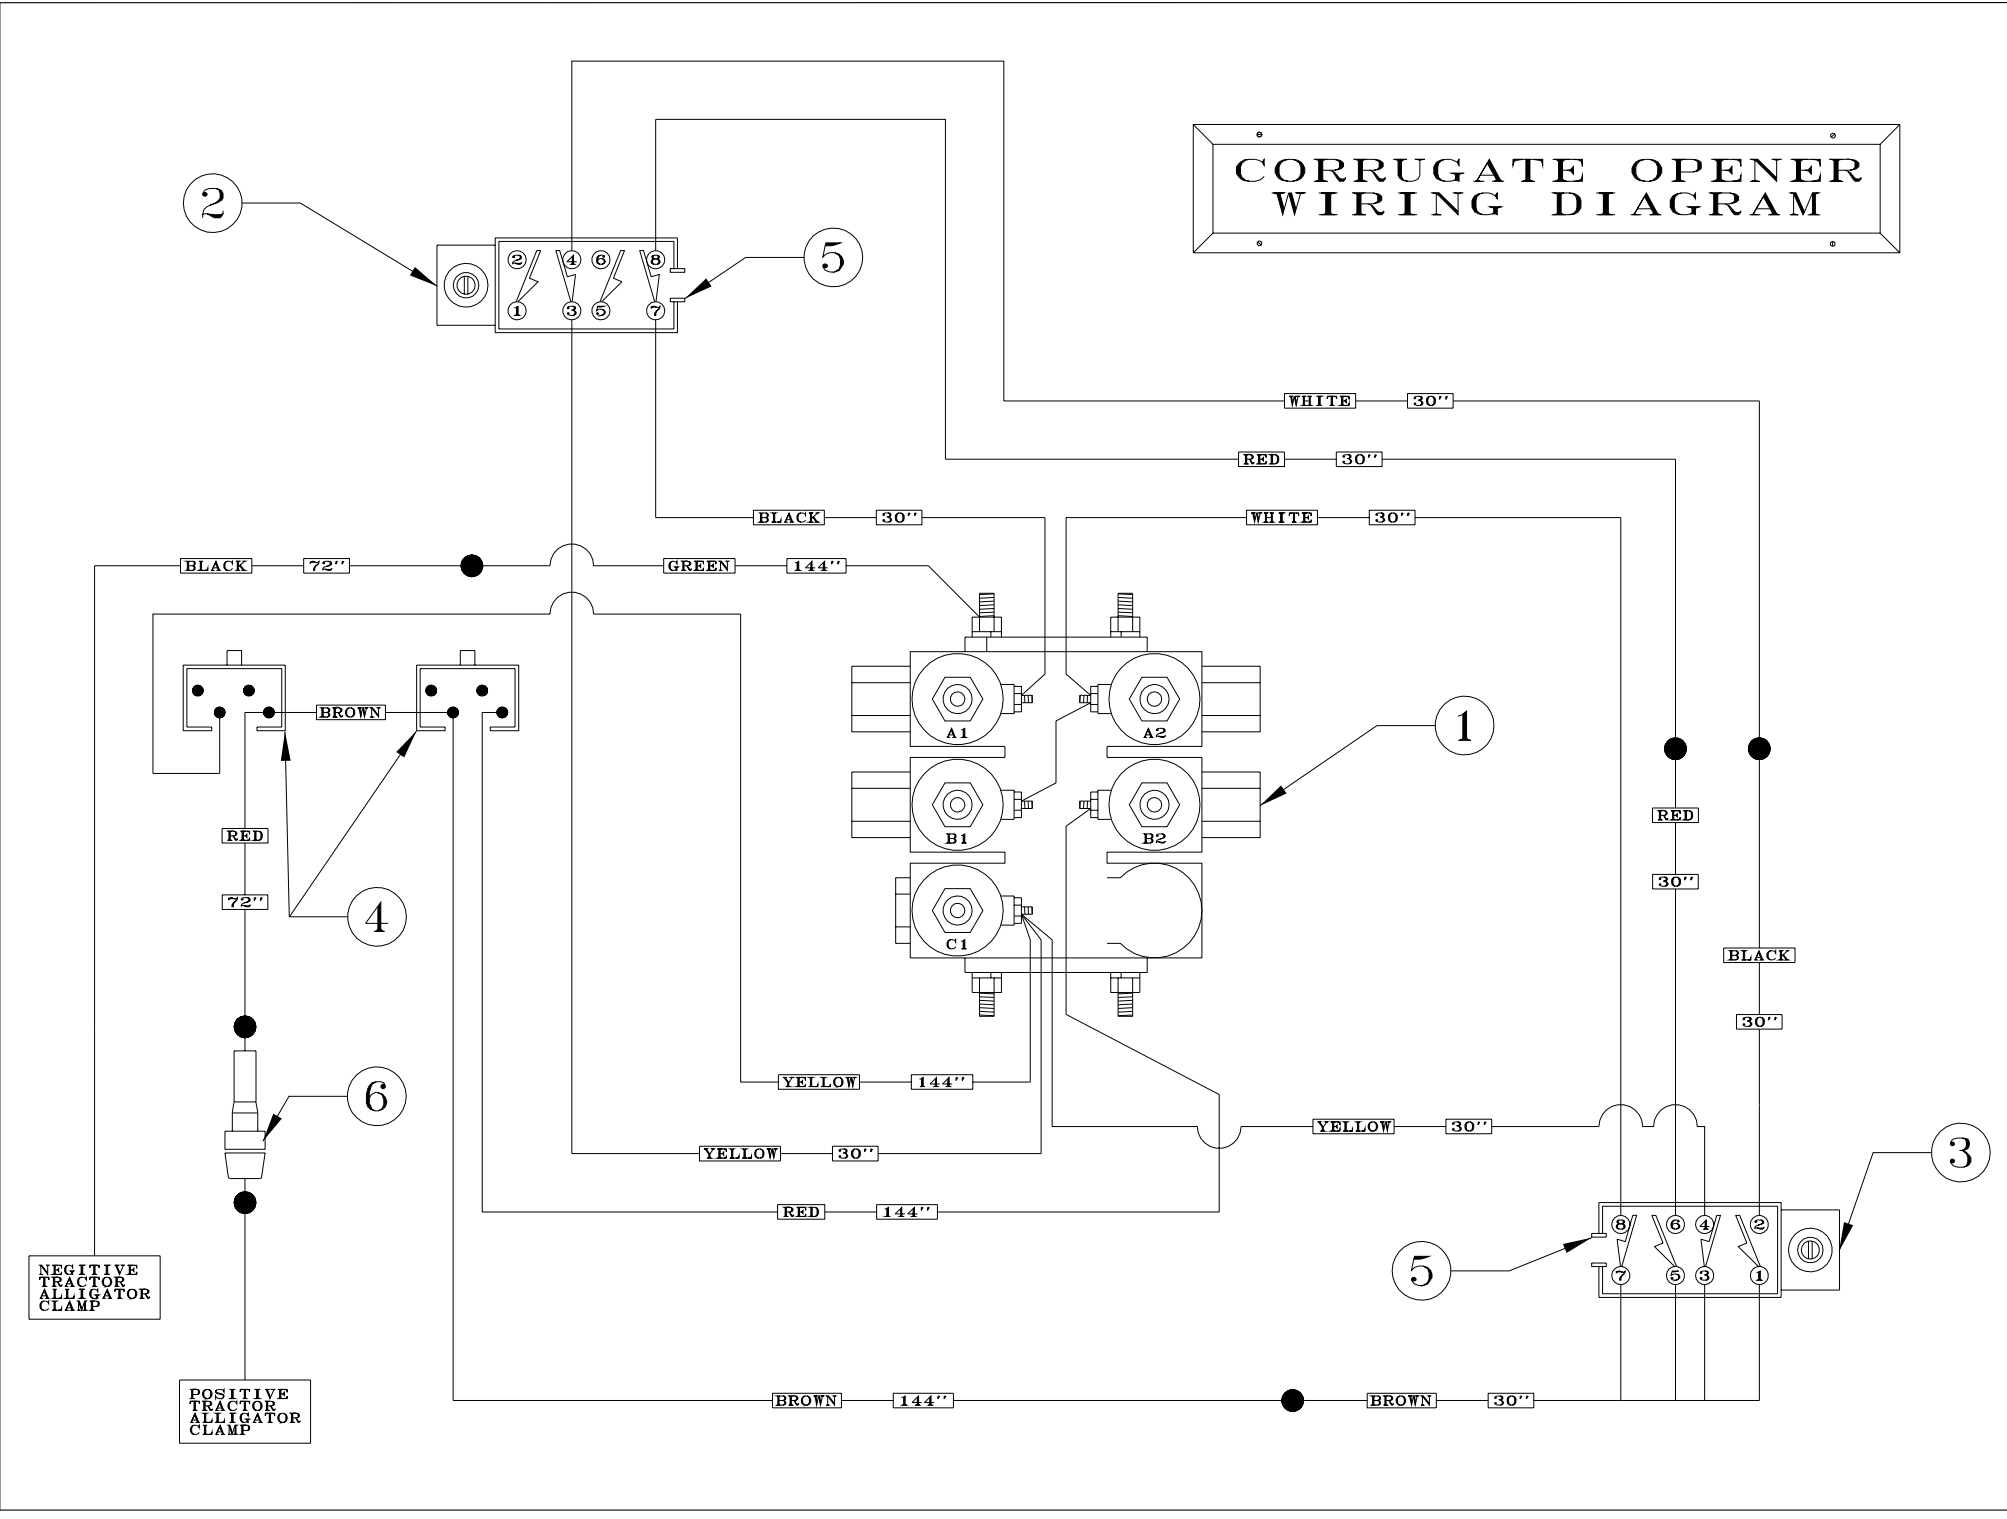 CORRUGATE OPENER
WIRING DIAGRAM
2
5
2 4 6 8
1 3 5 7
WHITE 30''
RED 30''
BLACK 30''
WHITE 30''
BLACK 72''
GREEN 144''
BROWN
A1
A2
1
B1
B2
C1
RED
72''
4
RED
30''
BLACK
30''
6
YELLOW 144''
YELLOW 30''
YELLOW 30''
RED 144''
3
5
8 6 4 2
7 5 3 1
NEGITIVE
TRACTOR
ALLIGATOR
CLAMP
POSITIVE
TRACTOR
ALLIGATOR
CLAMP
BROWN 144''
BROWN 30''